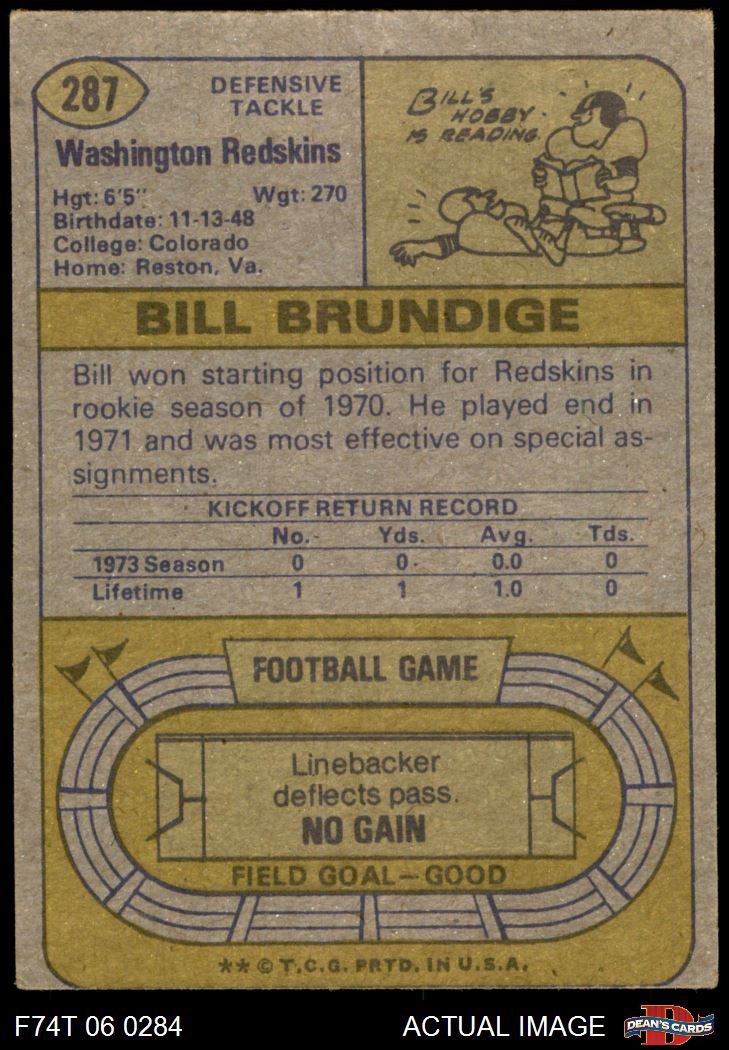 287
DEFENSIVE
TACKLE
Washington Redskins
Hgt: 6'5" Wgt: 270
Birthdate: 11-13-48
College: Colorado
Home: Reston, Va.
BILL'S
HOBBY
IS READING.
BILL BRUNDIGE
Bill won starting position for Redskins in
rookie season of 1970. He played end in
1971 and was most effective on special as-
signments.
KICKOFF RETURN RECORD
No. Yds. Avg. Tds.
1973 Season 0 0 0.0 0
Lifetime 1 1 1.0 0
FOOTBALL GAME
Linebacker
deflects pass.
NO GAIN
FIELD GOAL—GOOD
** © T.C.G. PRTD. IN U.S.A.
F74T 06 0284 ACTUAL IMAGE
D
DEAN'S CARDS